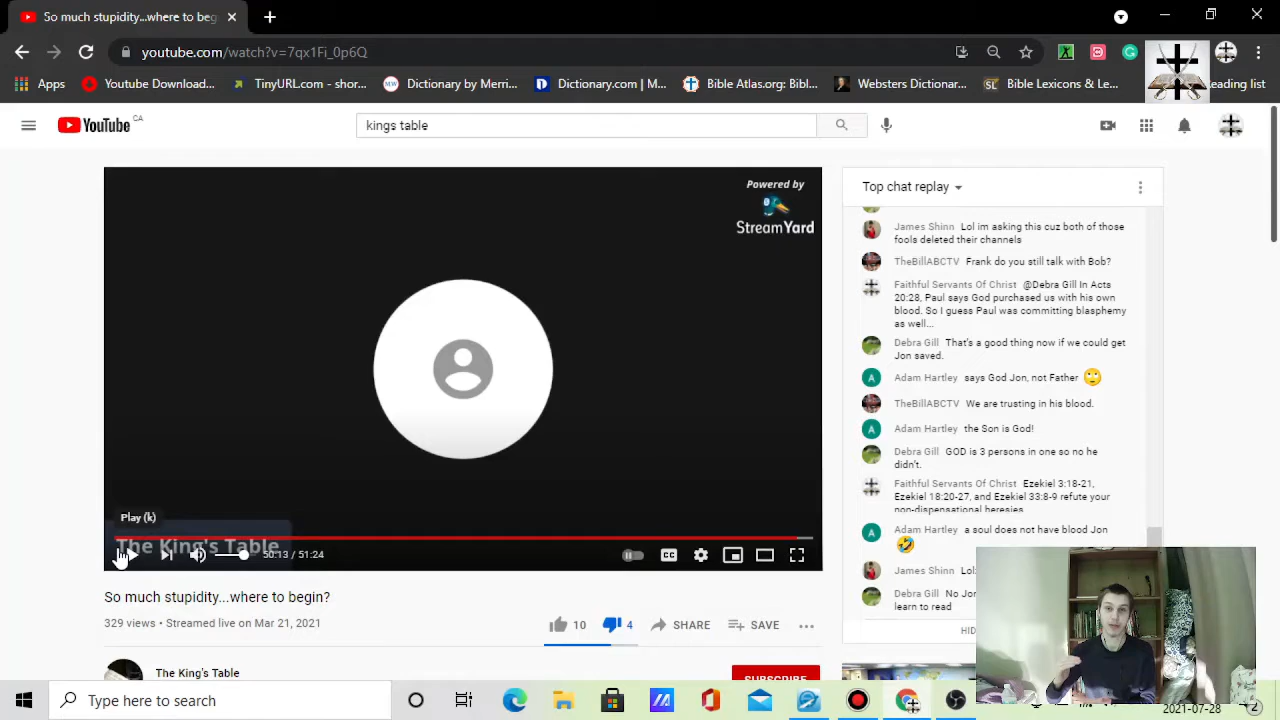 So much stupidity...where to beg
youtube.com/watch?v=7qx1Fi_0p6Q
Apps
Youtube Download...
TinyURL.com - shor...
MW
Dictionary by Merri...
D
Dictionary.com | M...
BibleAtlas.org: Bibl...
Webster's Dictionar...
SL
Bible Lexicons & Le...
eading list
YouTube
CA
kings table
Powered by
StreamYard
Play (k)
The King's Table
50:13 / 51:24
CC
So much stupidity...where to begin?
329 views • Streamed live on Mar 21, 2021
10
4
SHARE
SAVE
The King's Table
SUBSCRIBE
Top chat replay
James Shinn Lol im asking this cuz both of those
fools deleted their channels
TheBillABCTV Frank do you still talk with Bob?
Faithful Servants Of Christ @Debra Gill In Acts
20:28, Paul says God purchased us with his own
blood. So I guess Paul was committing blasphemy
as well...
Debra Gill That's a good thing now if we could get
Jon saved.
A
Adam Hartley says God Jon, not Father
TheBillABCTV We are trusting in his blood.
A
Adam Hartley the Son is God!
Debra Gill GOD is 3 persons in one so no he
didn't.
Faithful Servants Of Christ Ezekiel 3:18-21,
Ezekiel 18:20-27, and Ezekiel 33:8-9 refute your
non-dispensational heresies
A
Adam Hartley a soul does not have blood Jon
James Shinn Lol
Debra Gill No Jon
learn to read
HID
Type here to search
2021-07-28
2